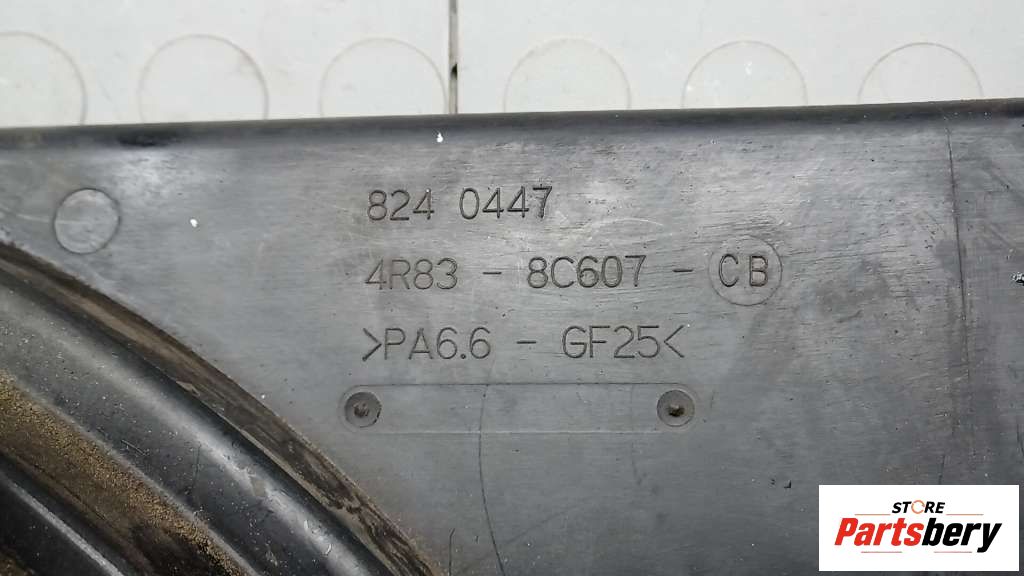 824 0447
4R83 - 8C607 - CB
>PA6.6 - GF25<
STORE
Partsbery